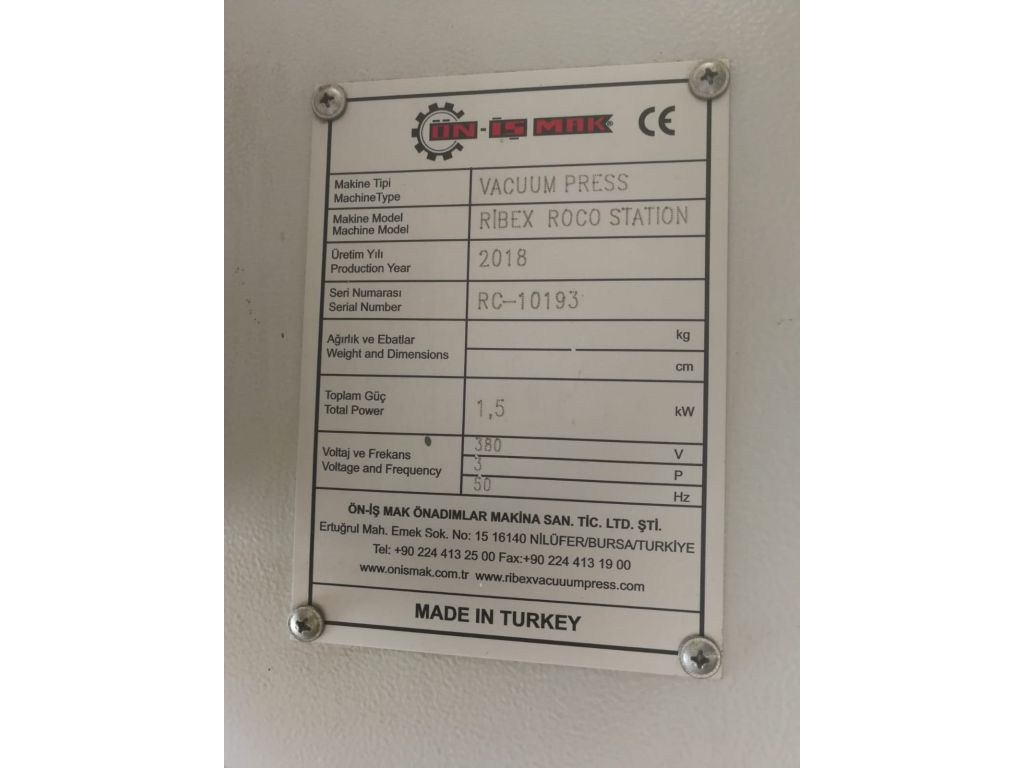 ÖN-İŞ MAK® CE
Makine Tipi
MachineType
VACUUM PRESS
Makine Model
Machine Model
RİBEX ROCO STATION
Üretim Yılı
Production Year
2018
Seri Numarası
Serial Number
RC-10193
Ağırlık ve Ebatlar
Weight and Dimensions
kg
cm
Toplam Güç
Total Power
1,5 kW
Voltaj ve Frekans
Voltage and Frequency
380 V
3 P
50 Hz
ÖN-İŞ MAK ÖNADIMLAR MAKİNA SAN. TİC. LTD. ŞTİ.
Ertuğrul Mah. Emek Sok. No: 15 16140 NİLÜFER/BURSA/TURKİYE
Tel: +90 224 413 25 00 Fax:+90 224 413 19 00
www.onismak.com.tr www.ribexvacuuumpress.com
MADE IN TURKEY